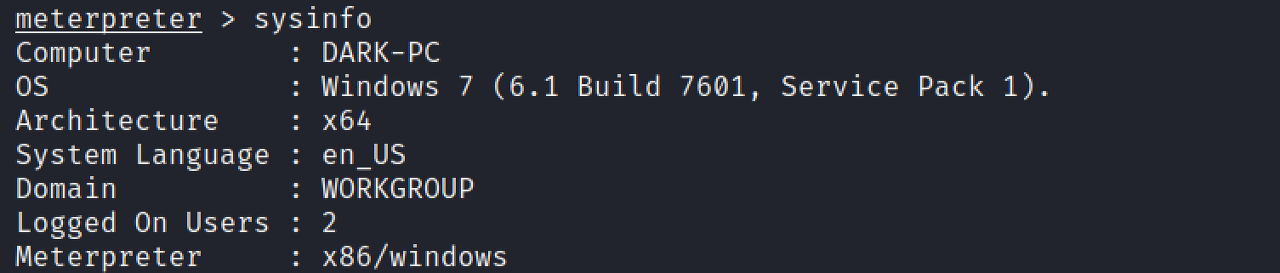 meterpreter > sysinfo
Computer        : DARK-PC
OS              : Windows 7 (6.1 Build 7601, Service Pack 1).
Architecture    : x64
System Language : en_US
Domain          : WORKGROUP
Logged On Users : 2
Meterpreter     : x86/windows